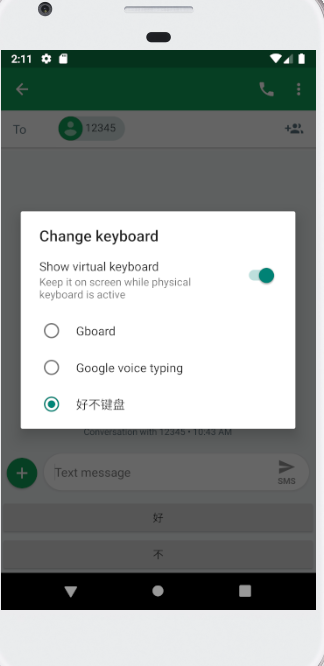 2:11
To
12345
Change keyboard
Show virtual keyboard
Keep it on screen while physical
keyboard is active
Gboard
Google voice typing
好不键盘
Conversation with 12345 • 10:43 AM
Text message
SMS
好
不